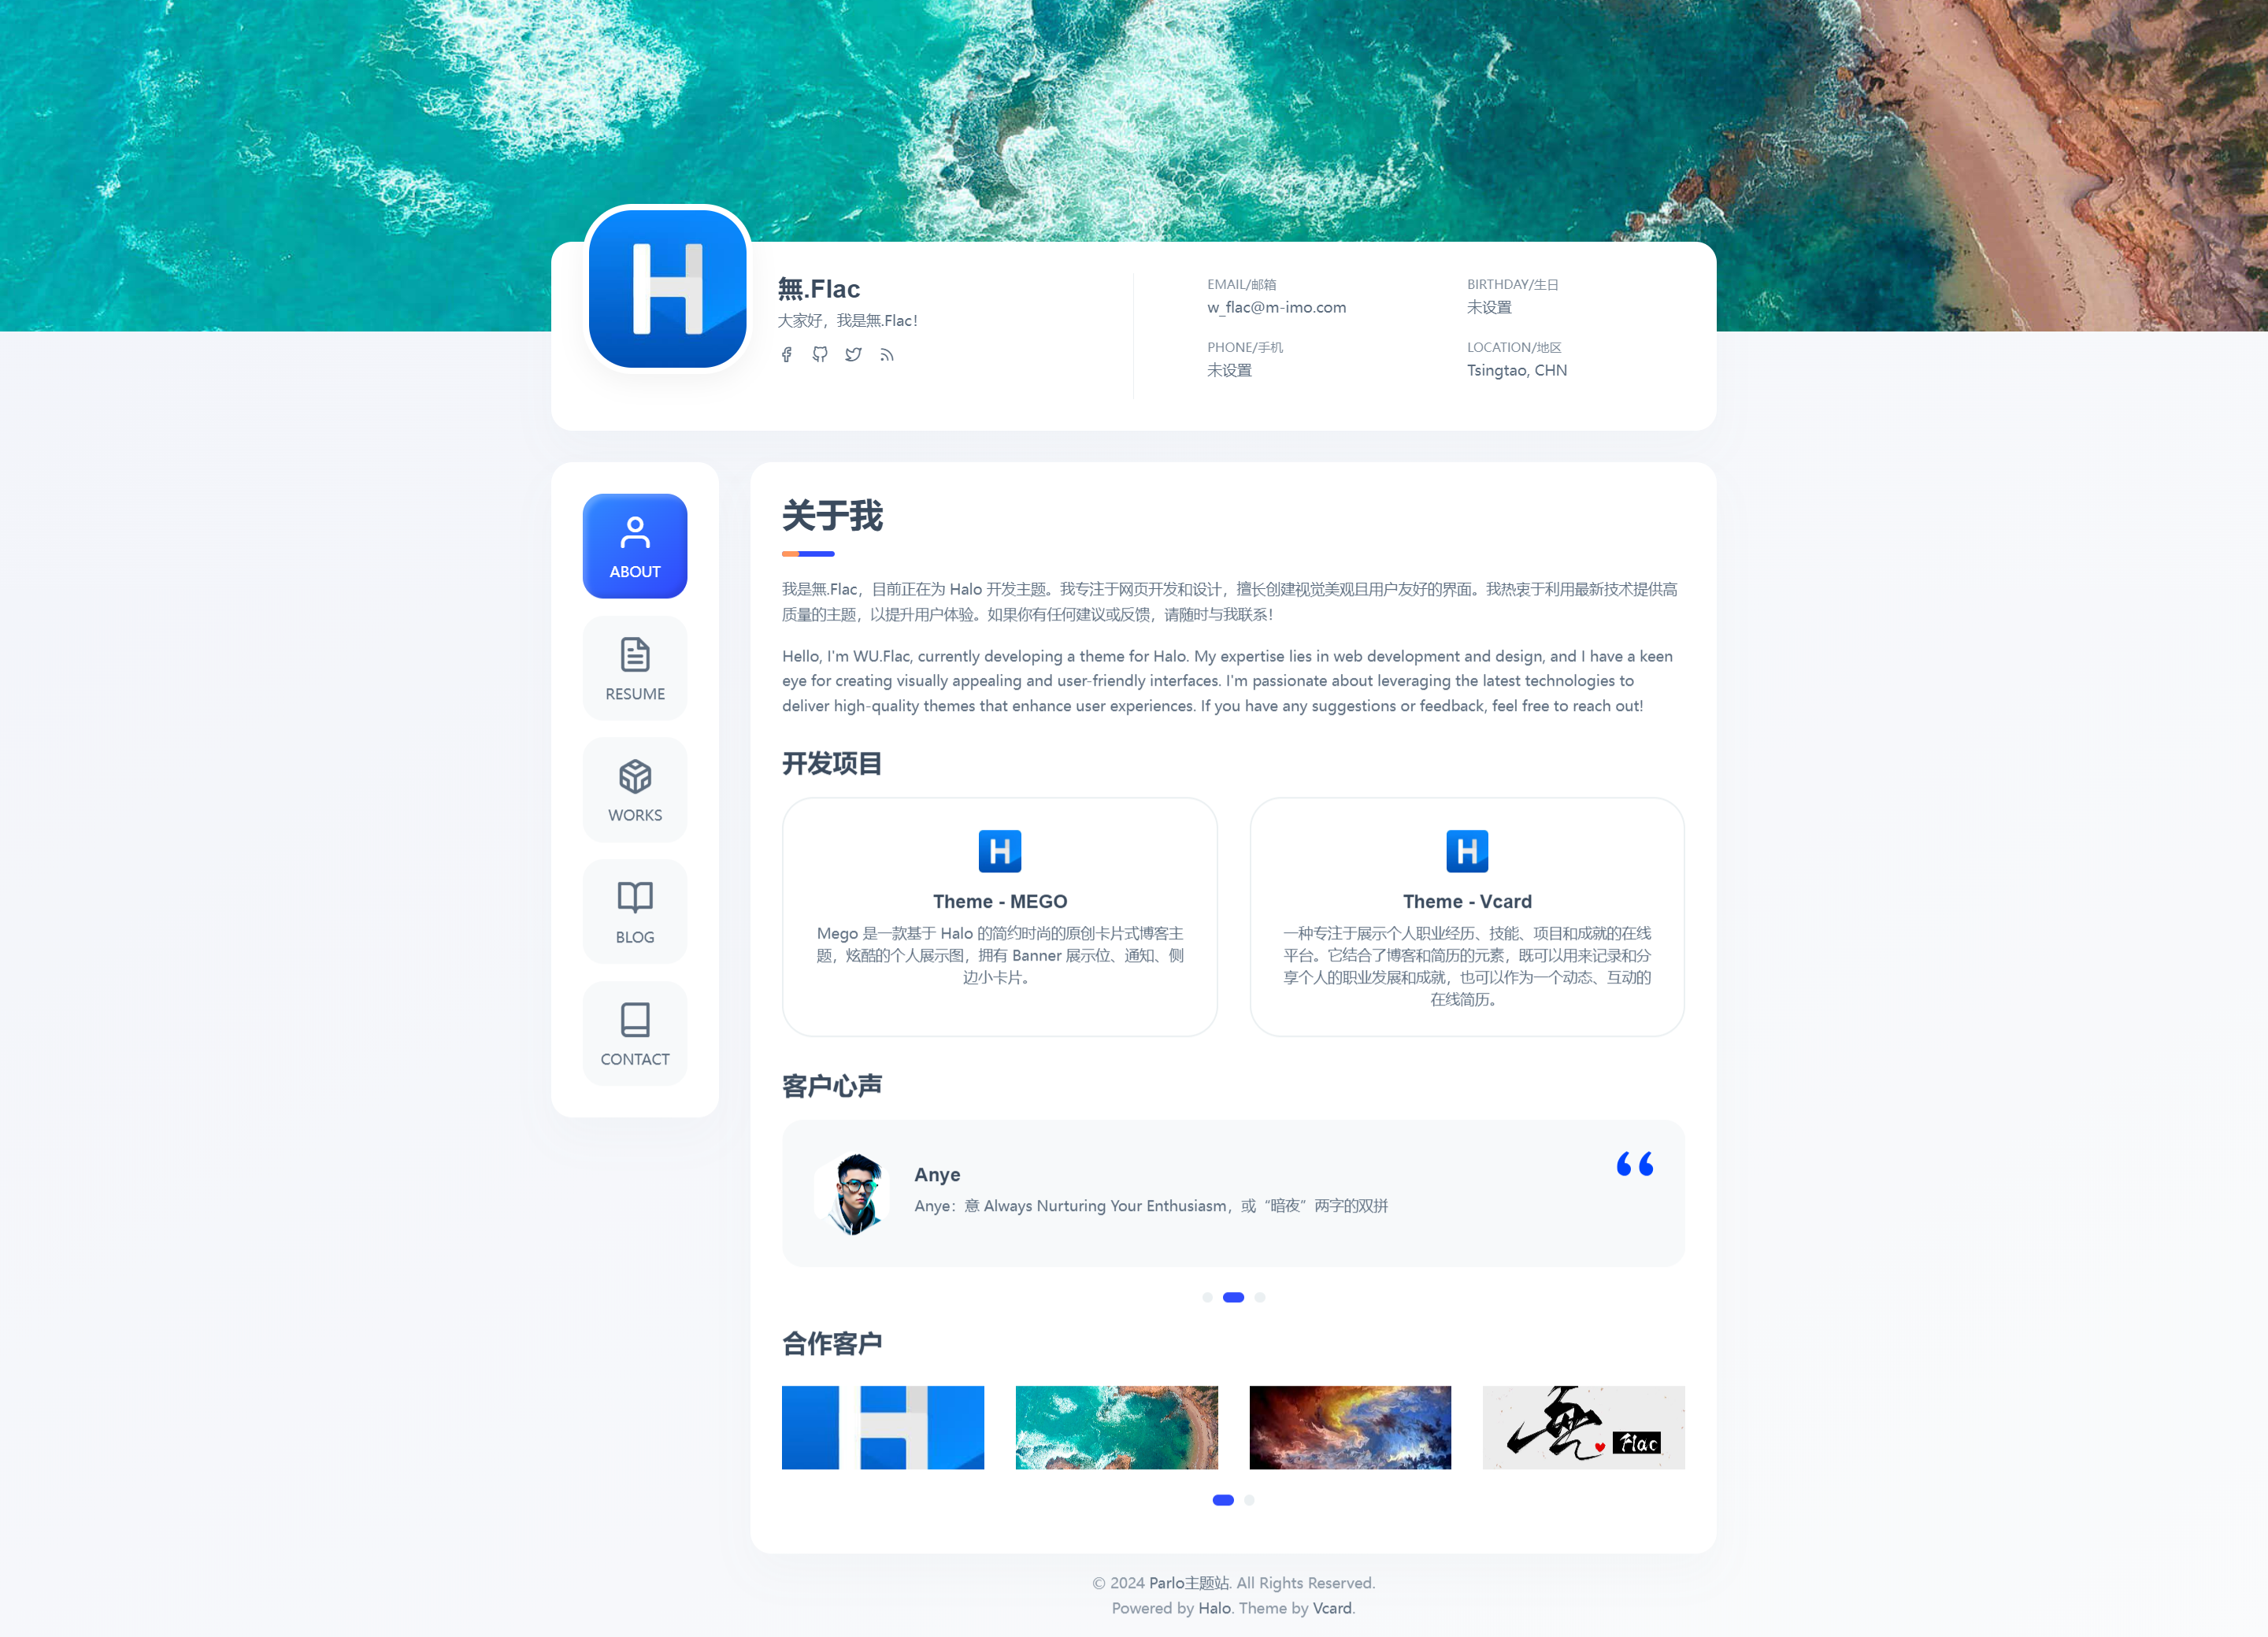 無.Flac
大家好，我是無.Flac！
EMAIL/邮箱
w_flac@m-imo.com
BIRTHDAY/生日
未设置
PHONE/手机
未设置
LOCATION/地区
Tsingtao, CHN
ABOUT
RESUME
WORKS
BLOG
CONTACT
关于我
我是無.Flac，目前正在为 Halo 开发主题。我专注于网页开发和设计，擅长创建视觉美观且用户友好的界面。我热衷于利用最新技术提供高
质量的主题，以提升用户体验。如果你有任何建议或反馈，请随时与我联系！
Hello, I'm WU.Flac, currently developing a theme for Halo. My expertise lies in web development and design, and I have a keen
eye for creating visually appealing and user-friendly interfaces. I'm passionate about leveraging the latest technologies to
deliver high-quality themes that enhance user experiences. If you have any suggestions or feedback, feel free to reach out!
开发项目
H
Theme - MEGO
Mego 是一款基于 Halo 的简约时尚的原创卡片式博客主
题，炫酷的个人展示图，拥有 Banner 展示位、通知、侧
边小卡片。
H
Theme - Vcard
一种专注于展示个人职业经历、技能、项目和成就的在线
平台。它结合了博客和简历的元素，既可以用来记录和分
享个人的职业发展和成就，也可以作为一个动态、互动的
在线简历。
客户心声
Anye
Anye：意 Always Nurturing Your Enthusiasm，或“暗夜”两字的双拼
合作客户
無 Flac
© 2024 Parlo主题站. All Rights Reserved.
Powered by Halo. Theme by Vcard.